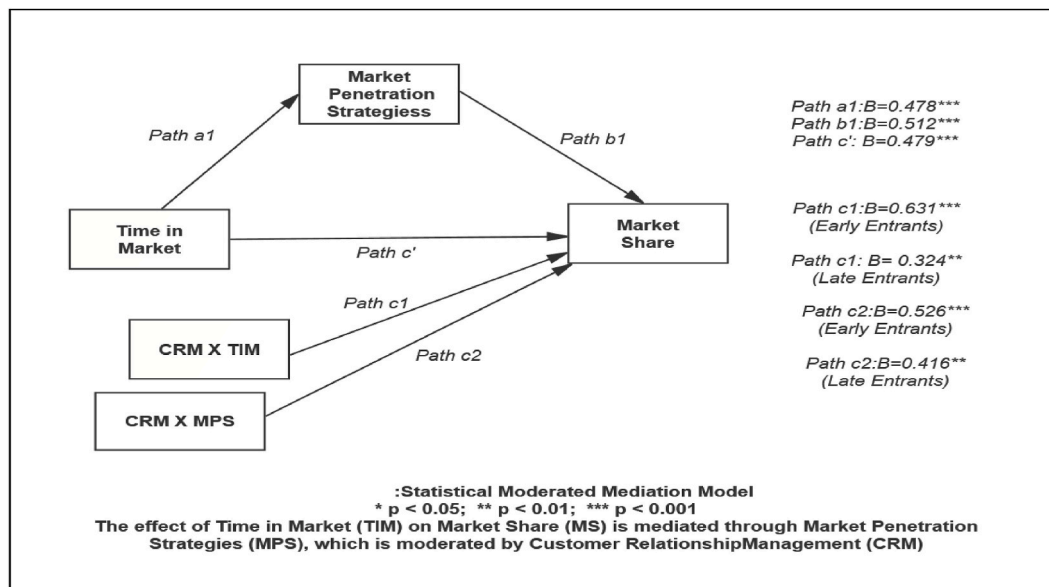 Market
Penetration
Strategiess
Path a1
Path b1
Path a1:B=0.478***
Path b1:B=0.512***
Path c': B=0.479***
Time in
Market
Path c'
Market
Share
Path c1:B=0.631***
(Early Entrants)
Path c1: B= 0.324**
(Late Entrants)
Path c1
CRM X TIM
Path c2
Path c2:B=0.526***
(Early Entrants)
CRM X MPS
Path c2:B=0.416**
(Late Entrants)
:Statistical Moderated Mediation Model
* p < 0.05; ** p < 0.01; *** p < 0.001
The effect of Time in Market (TIM) on Market Share (MS) is mediated through Market Penetration
Strategies (MPS), which is moderated by Customer RelationshipManagement (CRM)